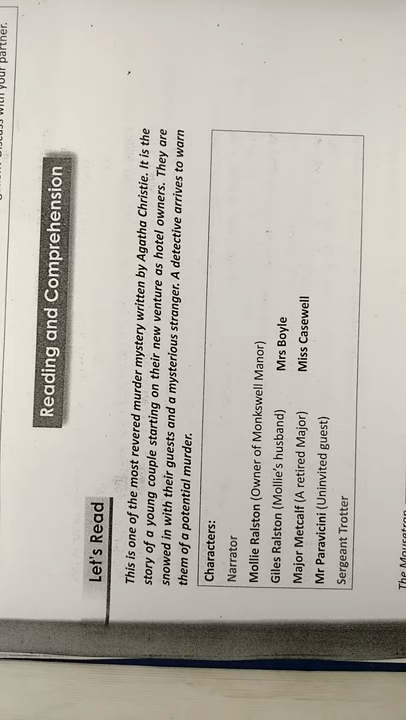 with your partner.
Reading and Comprehension
Let's Read
This is one of the most revered murder mystery written by Agatha Christie. It is the
story of a young couple starting on their new venture as hotel owners. They are
snowed in with their guests and a mysterious stranger. A detective arrives to warn
them of a potential murder.
Characters:
Narrator
Mollie Ralston (Owner of Monkswell Manor)
Giles Ralston (Mollie's husband) Mrs Boyle
Major Metcalf (A retired Major) Miss Casewell
Mr Paravicini (Uninvited guest)
Sergeant Trotter
The Mousetrap